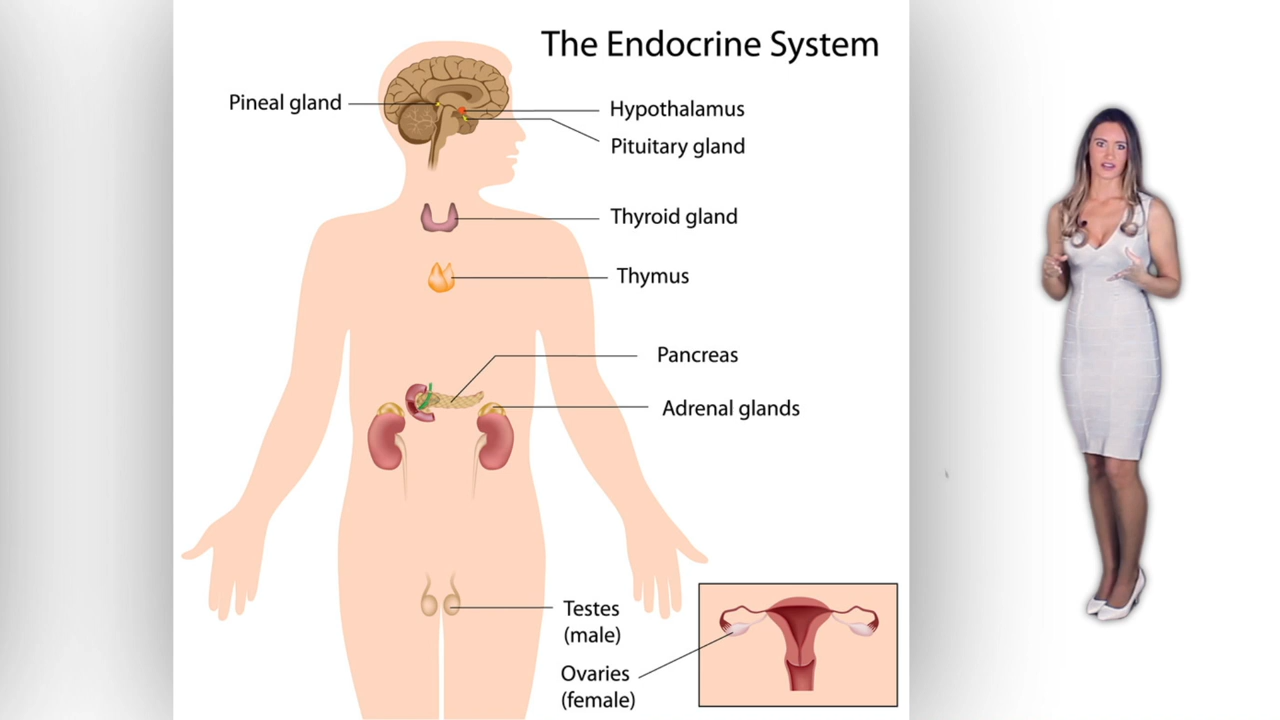 The Endocrine System
Pineal gland
Hypothalamus
Pituitary gland
Thyroid gland
Thymus
Pancreas
Adrenal glands
Testes
(male)
Ovaries
(female)